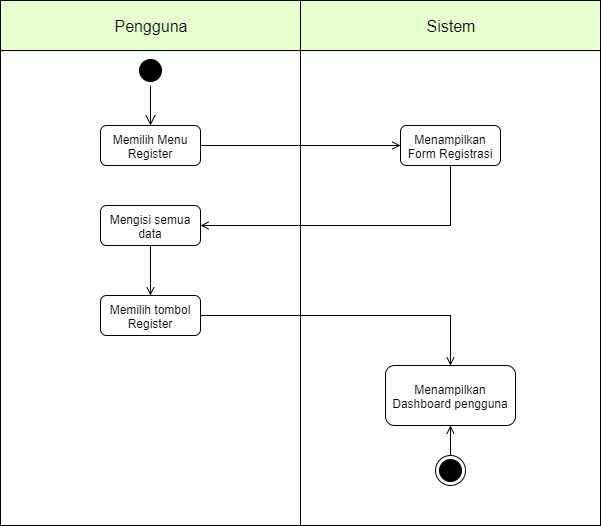 Pengguna
Sistem
Memilih Menu
Register
Menampilkan
Form Registrasi
Mengisi semua
data
Memilih tombol
Register
Menampilkan
Dashboard pengguna